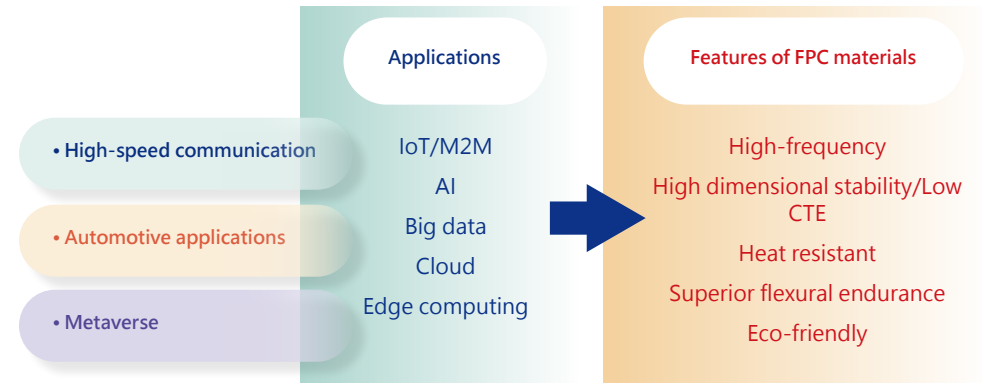 Applications
Features of FPC materials
• High-speed communication
• Automotive applications
• Metaverse
IoT/M2M
AI
Big data
Cloud
Edge computing
High-frequency
High dimensional stability/Low
CTE
Heat resistant
Superior flexural endurance
Eco-friendly